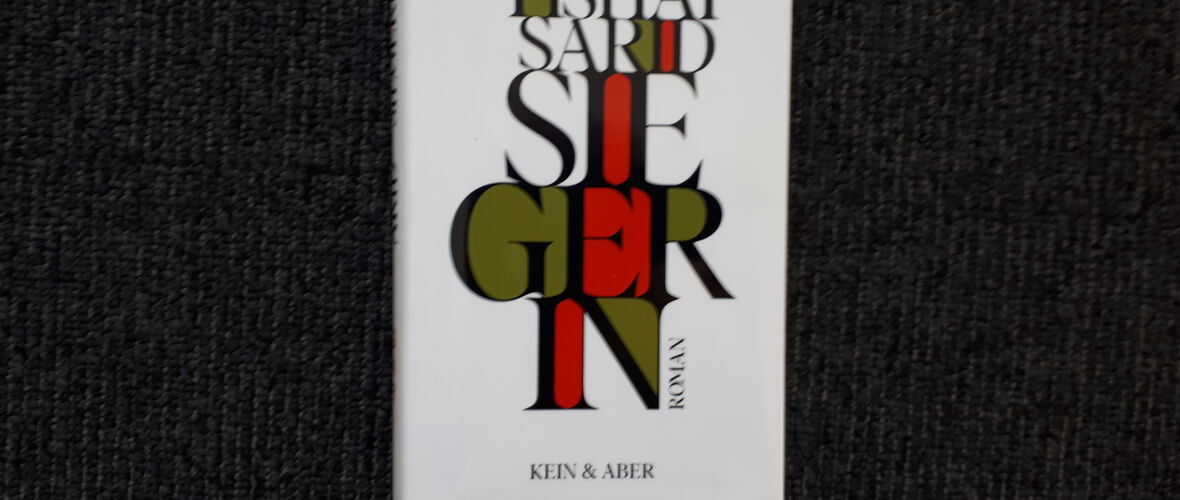 SARID
SIE
GER
IN
ROMAN
KEIN & ABER